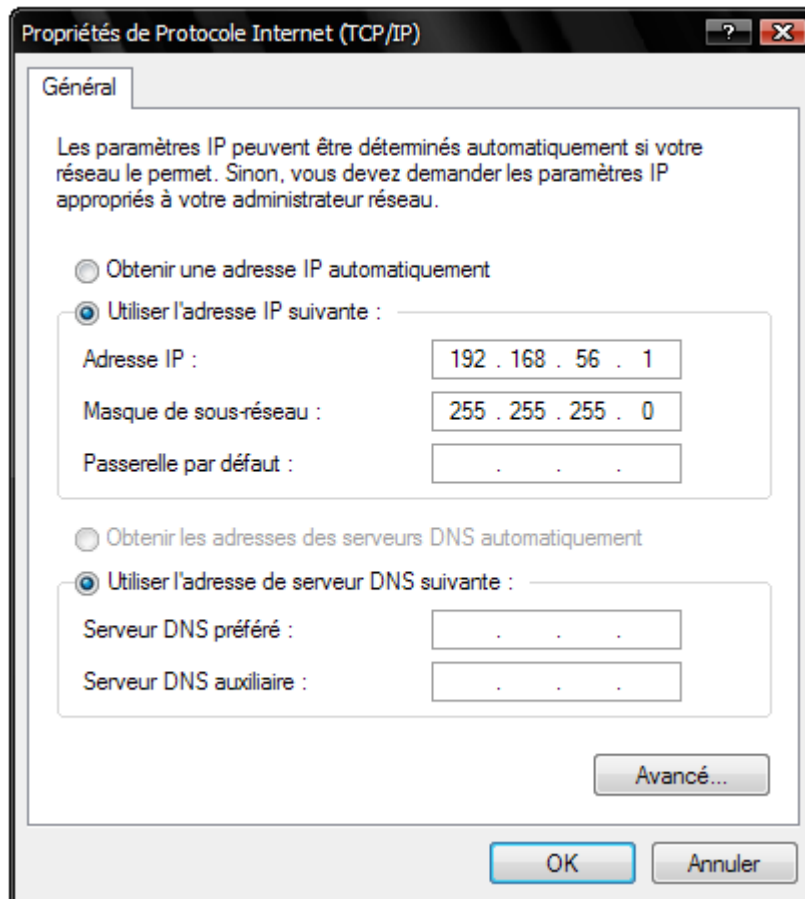 Propriétés de Protocole Internet (TCP/IP)
?
Général
Les paramètres IP peuvent être déterminés automatiquement si votre
réseau le permet. Sinon, vous devez demander les paramètres IP
appropriés à votre administrateur réseau.
Obtenir une adresse IP automatiquement
Utiliser l'adresse IP suivante :
Adresse IP : 192 . 168 . 56 . 1
Masque de sous-réseau : 255 . 255 . 255 . 0
Passerelle par défaut : . . .
Obtenir les adresses des serveurs DNS automatiquement
Utiliser l'adresse de serveur DNS suivante :
Serveur DNS préféré : . . .
Serveur DNS auxiliaire : . . .
Avancé...
OK Annuler